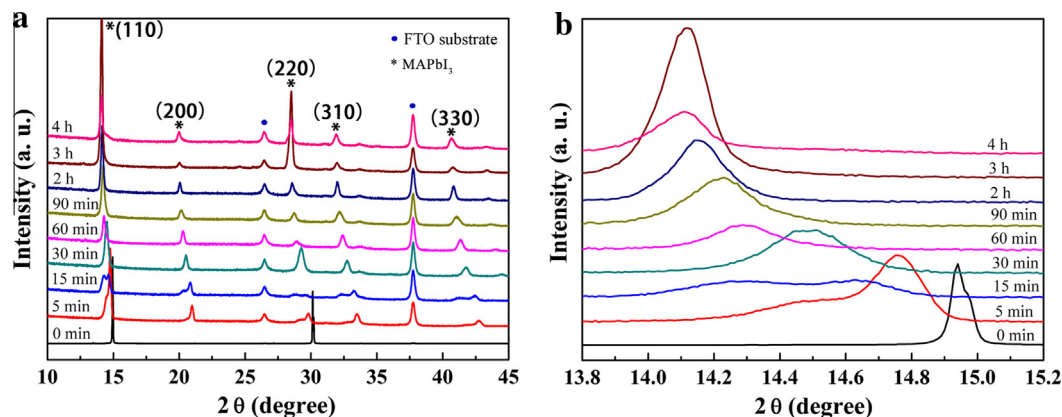 a
Intensity (a. u.)
*(110)
(200)
*
(220)
*
(310)
*
(330)
*
• FTO substrate
* MAPbI₃
4 h
3 h
2 h
90 min
60 min
30 min
15 min
5 min
0 min
10 15 20 25 30 35 40 45
2 θ (degree)
b
Intensity (a. u.)
4 h
3 h
2 h
90 min
60 min
30 min
15 min
5 min
0 min
13.8 14.0 14.2 14.4 14.6 14.8 15.0 15.2
2 θ (degree)